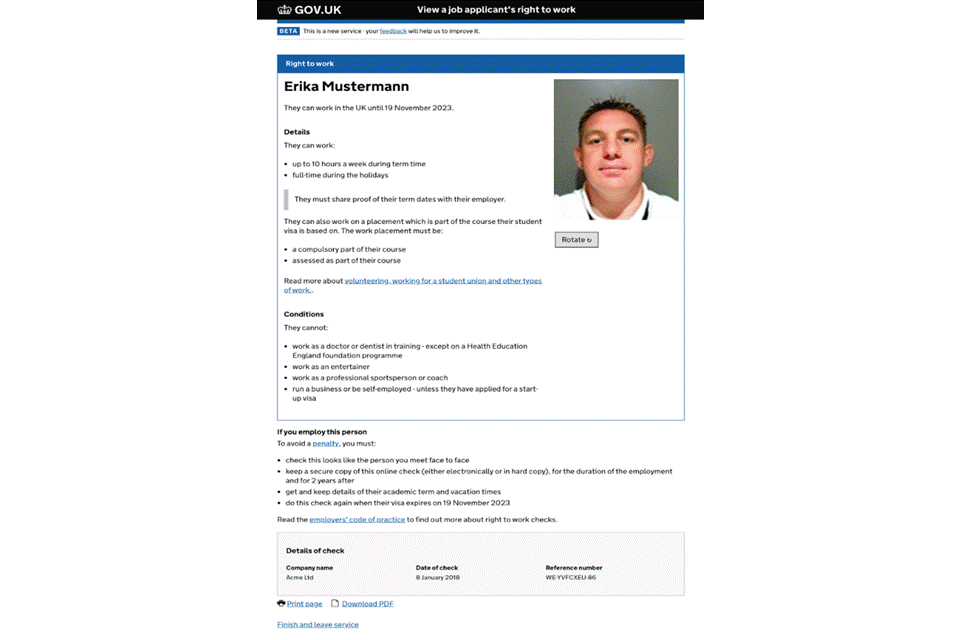 GOV.UK
View a job applicant's right to work
BETA This is a new service - your feedback will help us to improve it.
Right to work
Erika Mustermann
They can work in the UK until 19 November 2023.
Details
They can work:
• up to 10 hours a week during term time
• full-time during the holidays
They must share proof of their term dates with their employer.
They can also work on a placement which is part of the course their student
visa is based on. The work placement must be:
• a compulsory part of their course
• assessed as part of their course
Read more about volunteering, working for a student union and other types
of work..
Conditions
They cannot:
• work as a doctor or dentist in training - except on a Health Education
England foundation programme
• work as an entertainer
• work as a professional sportsperson or coach
• run a business or be self-employed - unless they have applied for a start-
up visa
Rotate ↻
If you employ this person
To avoid a penalty, you must:
• check this looks like the person you meet face to face
• keep a secure copy of this online check (either electronically or in hard copy), for the duration of the employment
and for 2 years after
• get and keep details of their academic term and vacation times
• do this check again when their visa expires on 19 November 2023
Read the employers' code of practice to find out more about right to work checks.
Details of check
Company name Date of check Reference number
Acme Ltd 8 January 2018 WE-YVFCXEU-86
Print page Download PDF
Finish and leave service